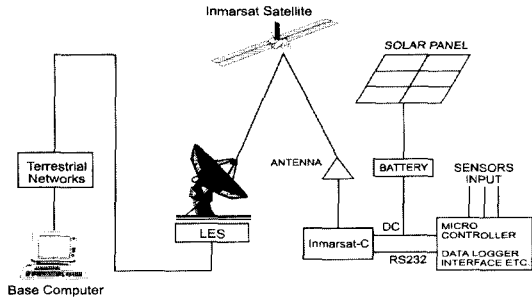 Inmarsat Satellite
SOLAR PANEL
Terrestrial
Networks
ANTENNA
BATTERY
SENSORS
INPUT
LES
DC
Inmarsat-C
RS232
MICRO
CONTROLLER
DATA LOGGER
INTERFACE ETC.
Base Computer